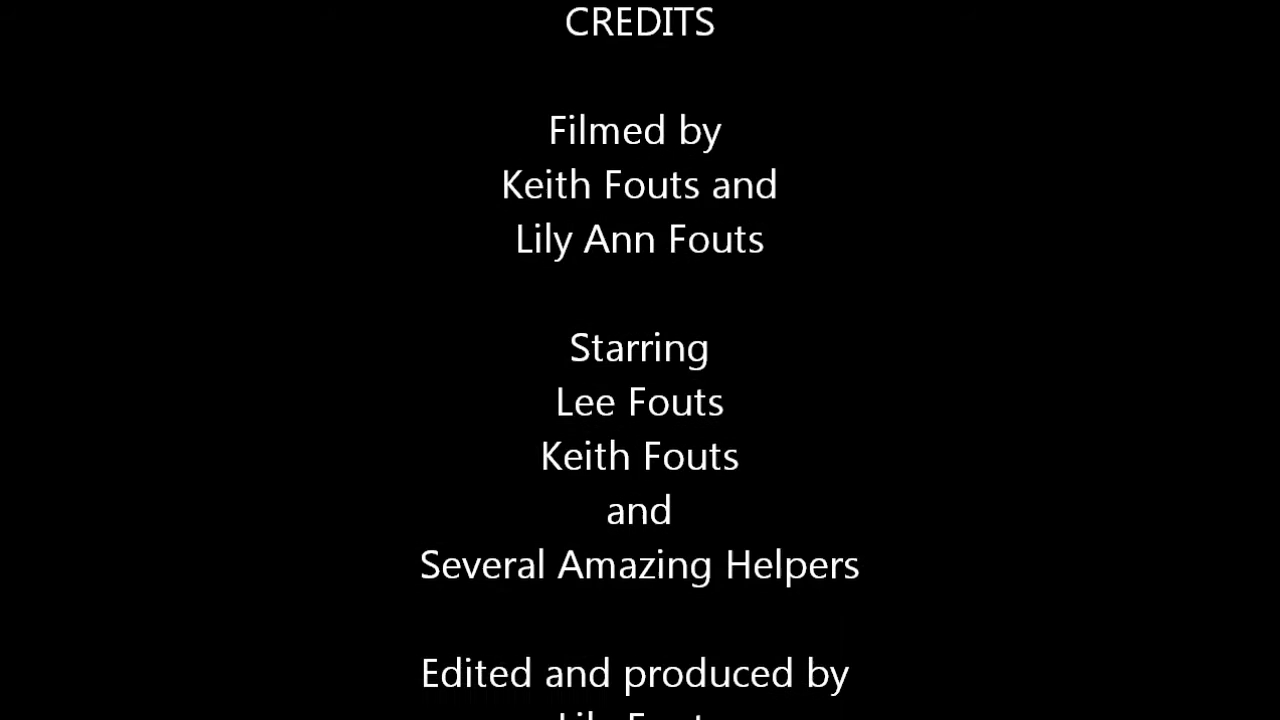 CREDITS
Filmed by
Keith Fouts and
Lily Ann Fouts
Starring
Lee Fouts
Keith Fouts
and
Several Amazing Helpers
Edited and produced by